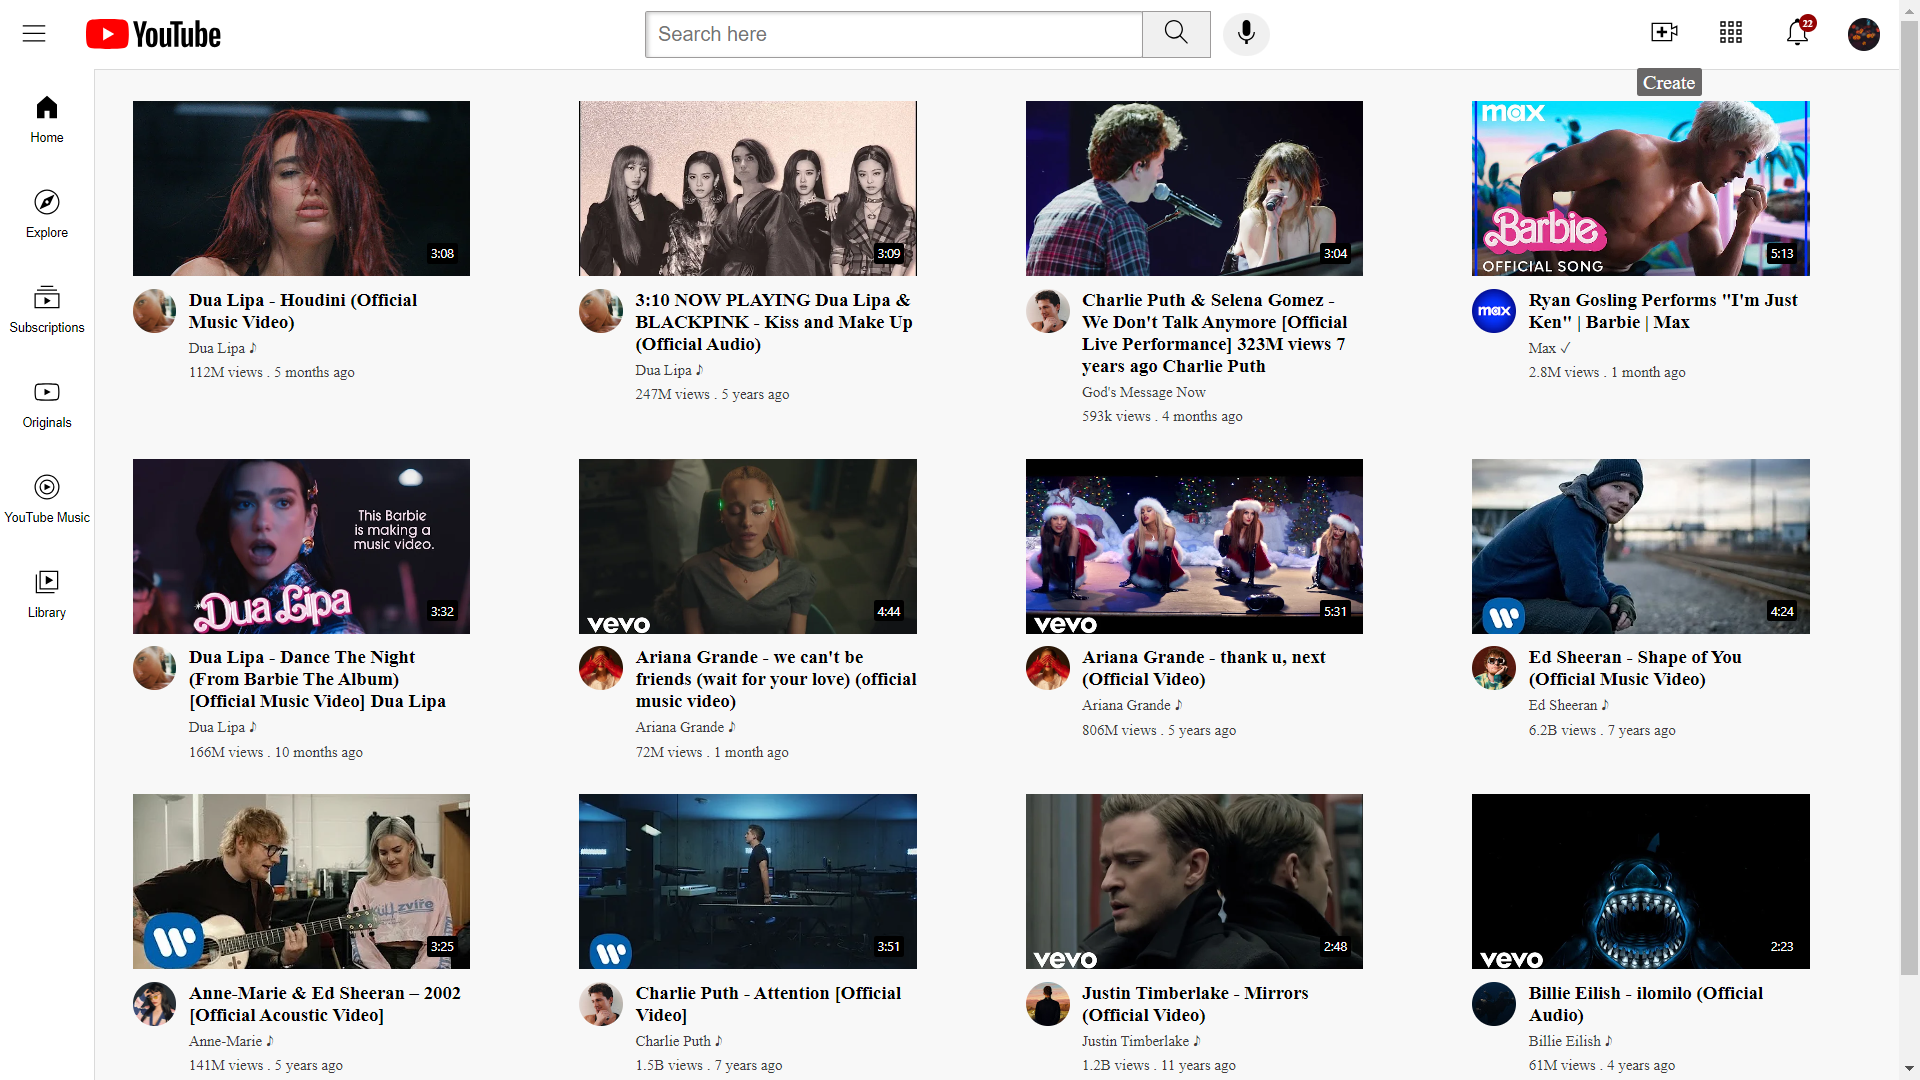 YouTube
Search here
22
Create
Home
Explore
Subscriptions
Originals
YouTube Music
Library
3:08
Dua Lipa - Houdini (Official
Music Video)
Dua Lipa ♪
112M views . 5 months ago
3:09
3:10 NOW PLAYING Dua Lipa &
BLACKPINK - Kiss and Make Up
(Official Audio)
Dua Lipa ♪
247M views . 5 years ago
3:04
Charlie Puth & Selena Gomez -
We Don't Talk Anymore [Official
Live Performance] 323M views 7
years ago Charlie Puth
God's Message Now
593k views . 4 months ago
max
Barbie
OFFICIAL SONG
5:13
max
Ryan Gosling Performs "I'm Just
Ken" | Barbie | Max
Max ✓
2.8M views . 1 month ago
This Barbie
is making a
music video.
Dua Lipa
3:32
Dua Lipa - Dance The Night
(From Barbie The Album)
[Official Music Video] Dua Lipa
Dua Lipa ♪
166M views . 10 months ago
vevo
4:44
Ariana Grande - we can't be
friends (wait for your love) (official
music video)
Ariana Grande ♪
72M views . 1 month ago
vevo
5:31
Ariana Grande - thank u, next
(Official Video)
Ariana Grande ♪
806M views . 5 years ago
4:24
Ed Sheeran - Shape of You
(Official Music Video)
Ed Sheeran ♪
6.2B views . 7 years ago
3:25
Anne-Marie & Ed Sheeran – 2002
[Official Acoustic Video]
Anne-Marie ♪
141M views . 5 years ago
3:51
Charlie Puth - Attention [Official
Video]
Charlie Puth ♪
1.5B views . 7 years ago
vevo
2:48
Justin Timberlake - Mirrors
(Official Video)
Justin Timberlake ♪
1.2B views . 11 years ago
vevo
2:23
Billie Eilish - ilomilo (Official
Audio)
Billie Eilish ♪
61M views . 4 years ago